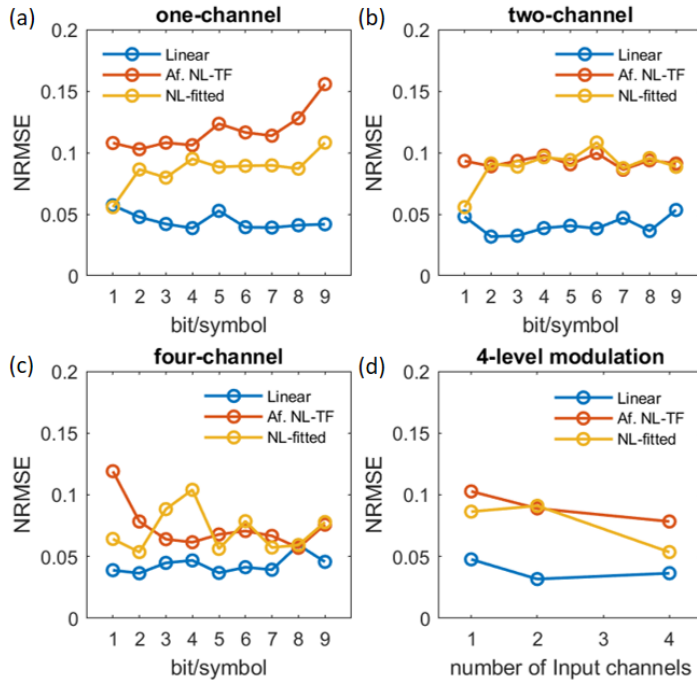 (a)
one-channel
0.2
0.15
0.1
0.05
0
NRMSE
Linear
Af. NL-TF
NL-fitted
1 2 3 4 5 6 7 8 9
bit/symbol
(b)
two-channel
0.2
0.15
0.1
0.05
0
NRMSE
Linear
Af. NL-TF
NL-fitted
1 2 3 4 5 6 7 8 9
bit/symbol
(c)
four-channel
0.2
0.15
0.1
0.05
0
NRMSE
Linear
Af. NL-TF
NL-fitted
1 2 3 4 5 6 7 8 9
bit/symbol
(d)
4-level modulation
0.2
0.15
0.1
0.05
0
NRMSE
Linear
Af. NL-TF
NL-fitted
1 2 3 4
number of Input channels